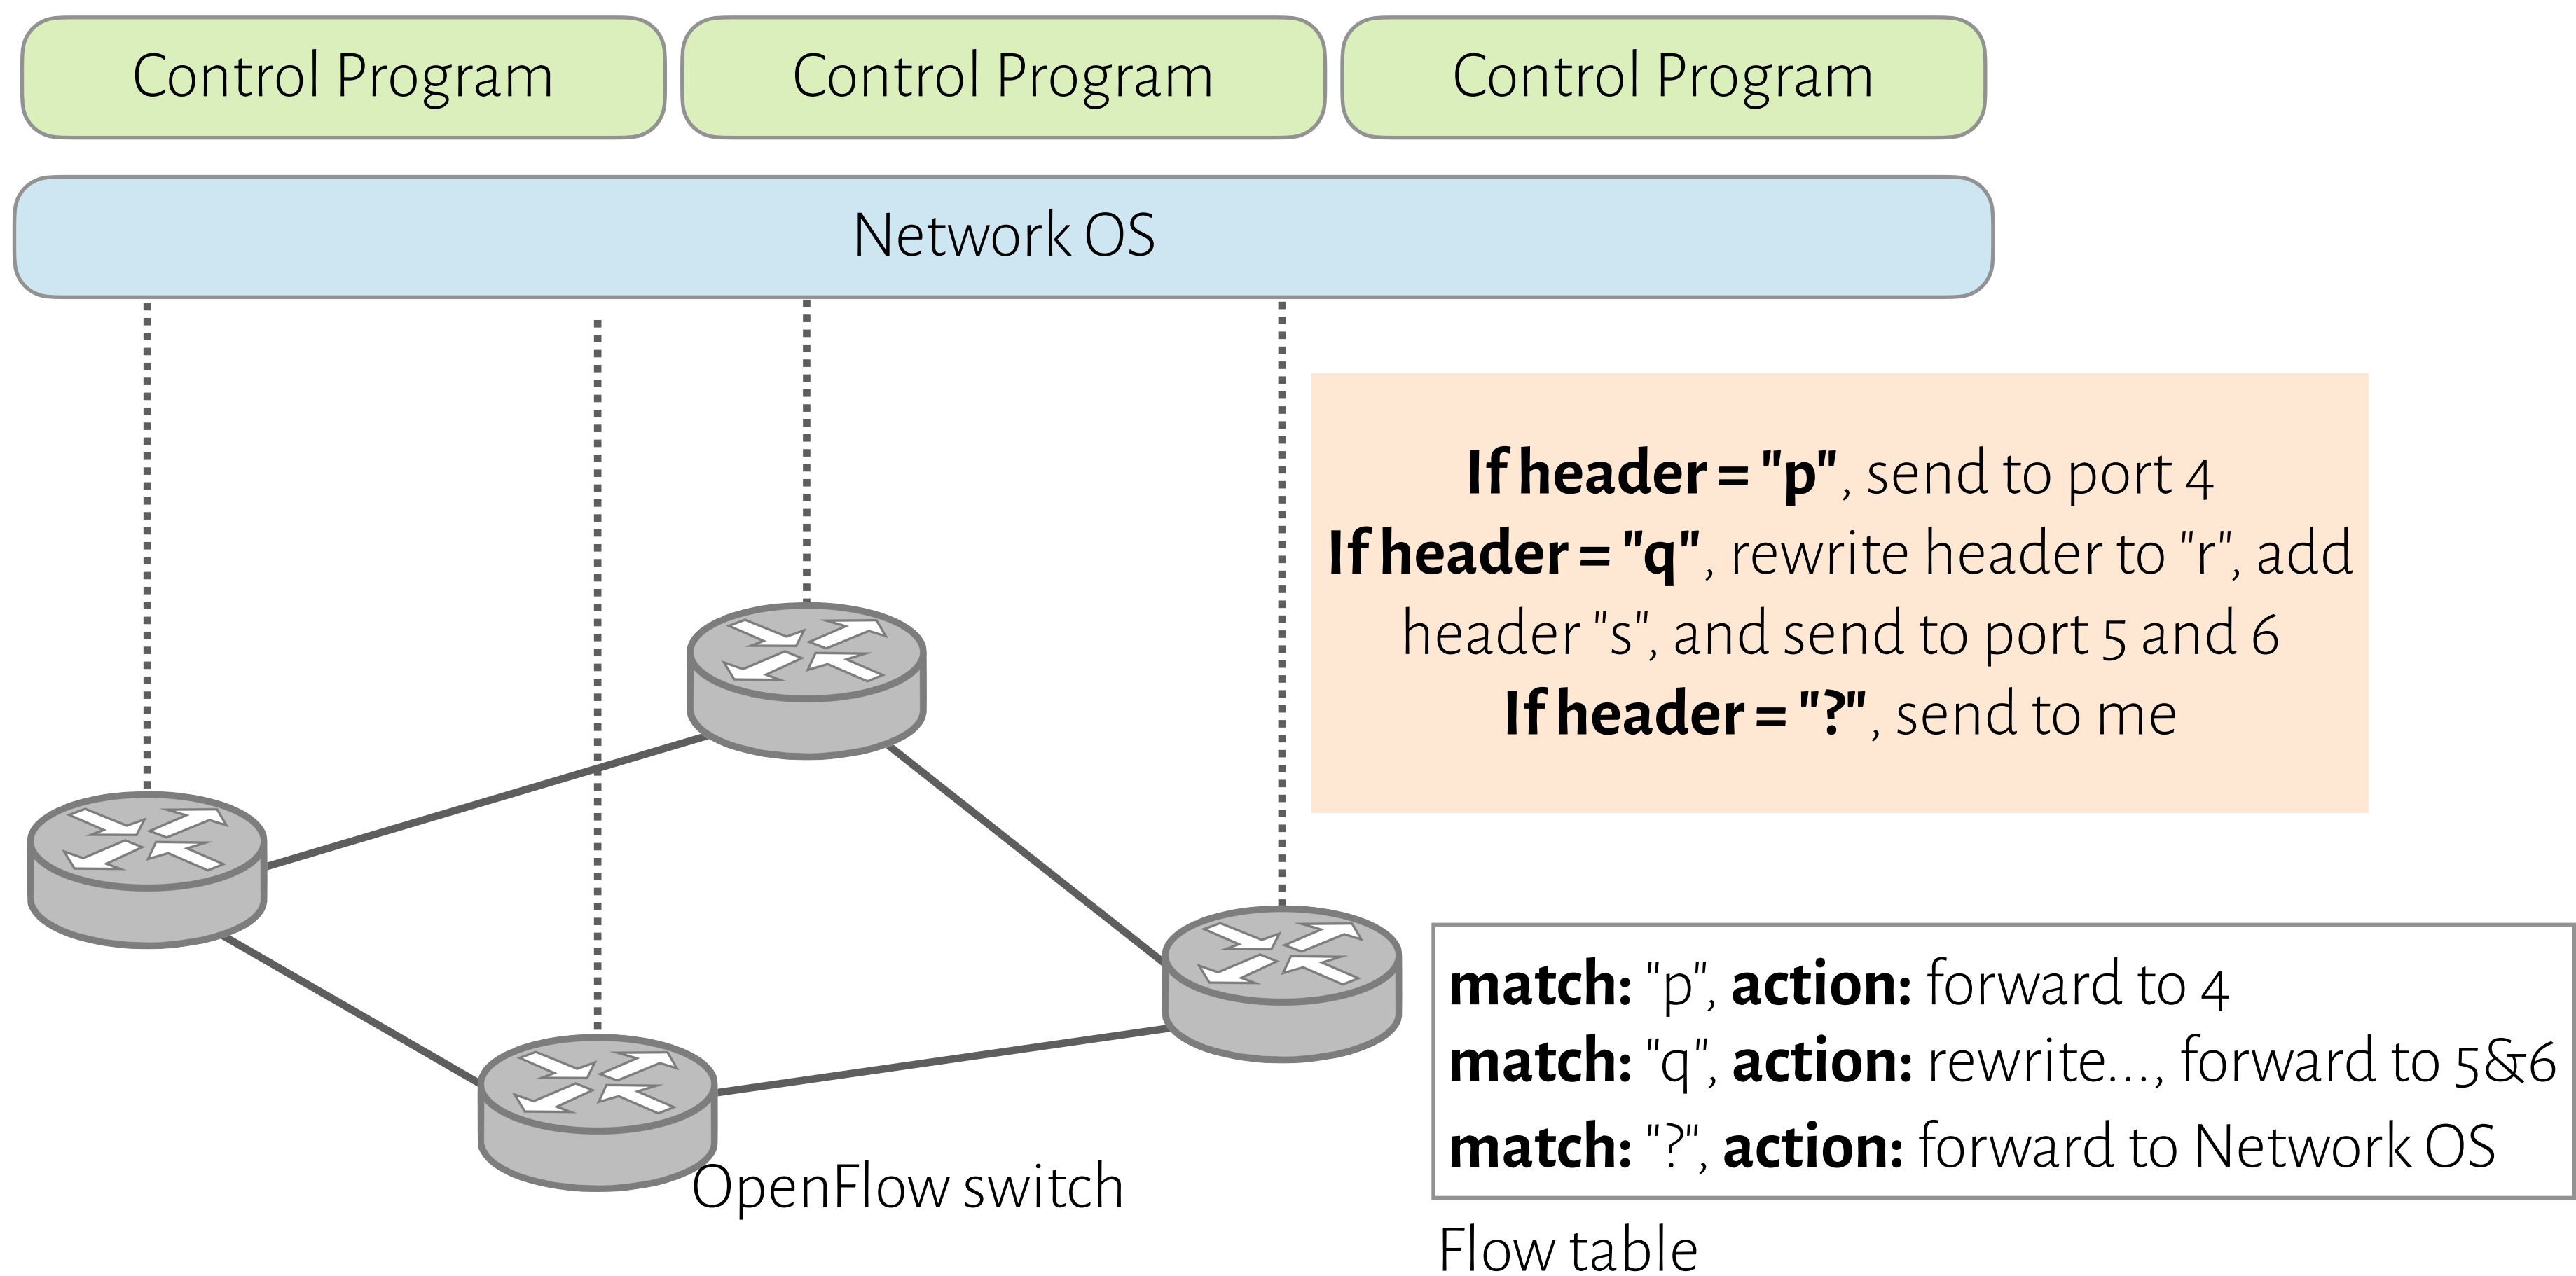 Control Program
Control Program
Control Program
Network OS
If header = "p", send to port 4
If header = "q", rewrite header to "r", add
header "s", and send to port 5 and 6
If header = "?", send to me
match: "p", action: forward to 4
match: "q", action: rewrite..., forward to 5&6
match: "?", action: forward to Network OS
OpenFlow switch
Flow table